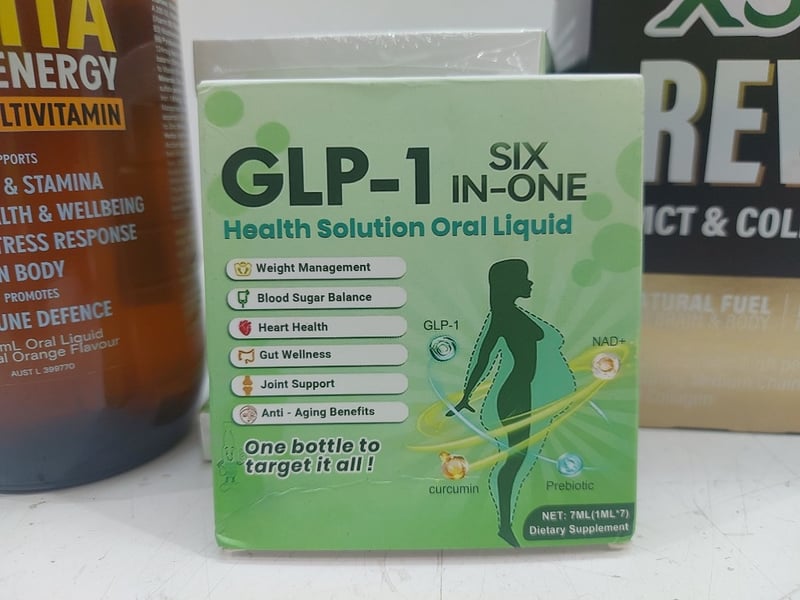 ENERGY
LTIVITAMIN
PPORTS
& STAMINA
LTH & WELLBEING
TRESS RESPONSE
N BODY
PROMOTES
UNE DEFENCE
mL Oral Liquid
al Orange Flavour
AUST L 399770
GLP-1 SIX IN-ONE
Health Solution Oral Liquid
Weight Management
Blood Sugar Balance
Heart Health
Gut Wellness
Joint Support
Anti - Aging Benefits
One bottle to
target it all !
GLP-1
NAD+
curcumin
Prebiotic
NET: 7ML(1ML*7)
Dietary Supplement
RE
MCT & COL
ATURAL FUEL
& BODY